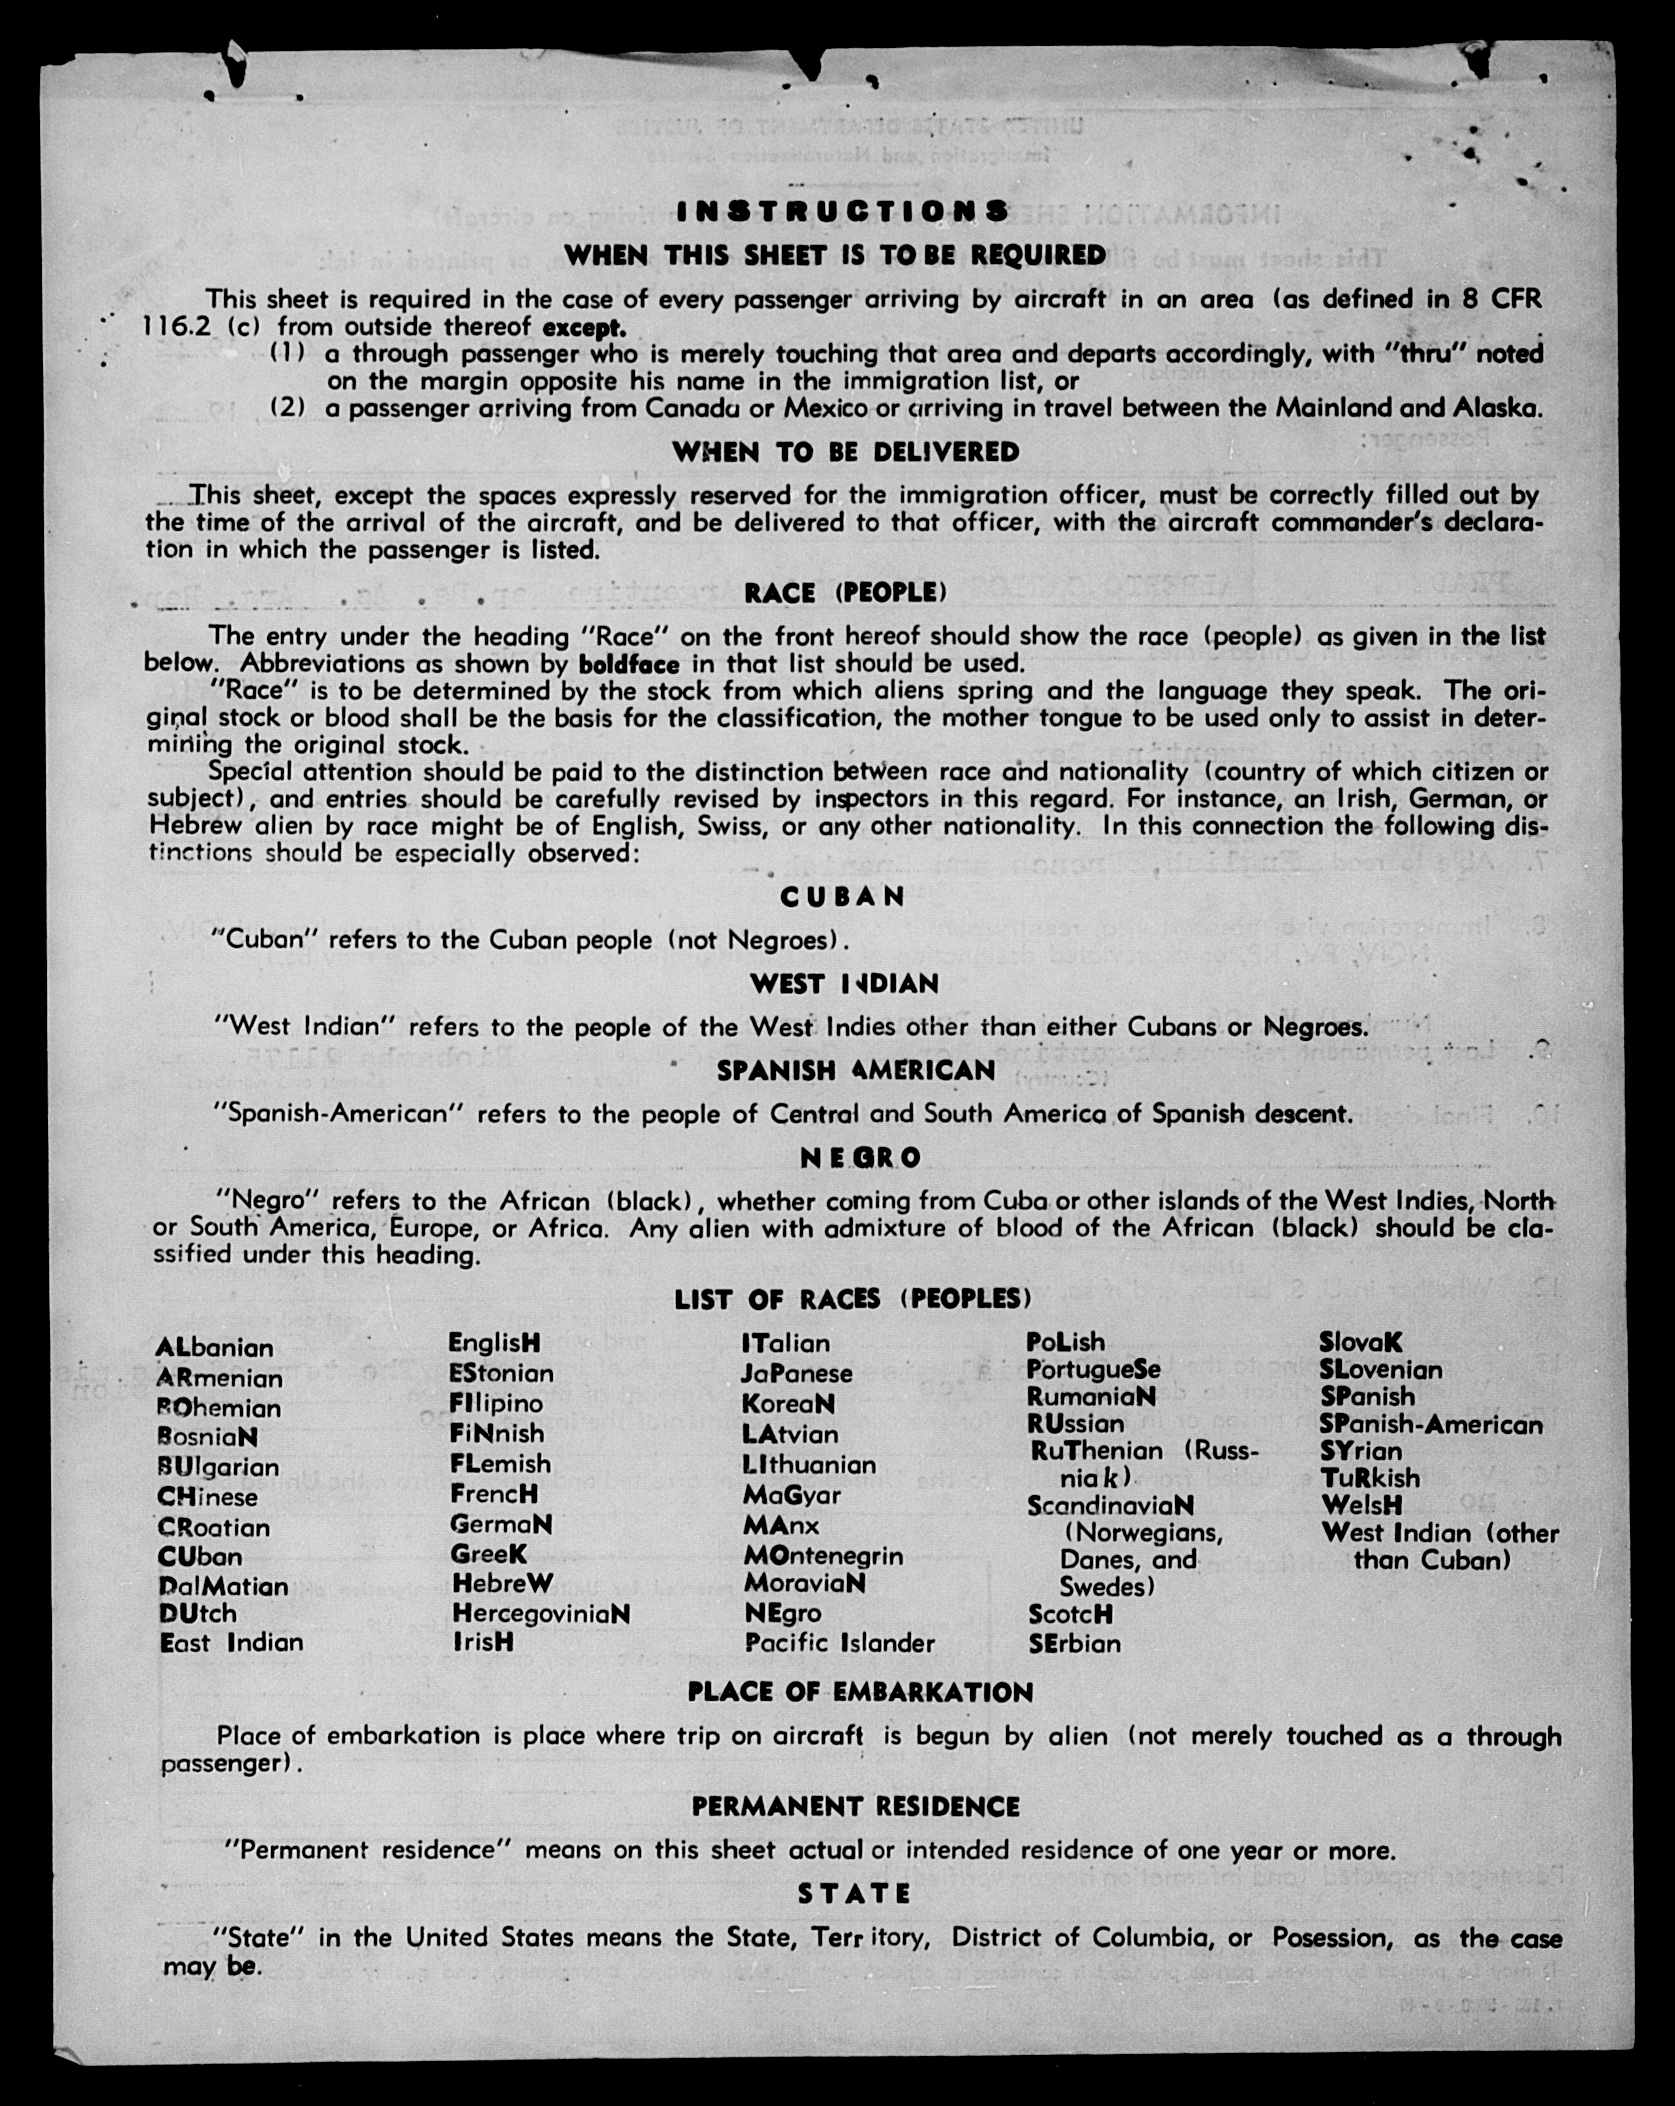 INSTRUCTIONS
WHEN THIS SHEET IS TO BE REQUIRED
This sheet is required in the case of every passenger arriving by aircraft in an area (as defined in 8 CFR
116.2 (c) from outside thereof except.
(1) a through passenger who is merely touching that area and departs accordingly, with "thru" noted
on the margin opposite his name in the immigration list, or
(2) a passenger arriving from Canada or Mexico or arriving in travel between the Mainland and Alaska.
WHEN TO BE DELIVERED
This sheet, except the spaces expressly reserved for the immigration officer, must be correctly filled out by
the time of the arrival of the aircraft, and be delivered to that officer, with the aircraft commander's declara-
tion in which the passenger is listed.
RACE (PEOPLE)
The entry under the heading "Race" on the front hereof should show the race (people) as given in the list
below. Abbreviations as shown by boldface in that list should be used.
"Race" is to be determined by the stock from which aliens spring and the language they speak. The ori-
ginal stock or blood shall be the basis for the classification, the mother tongue to be used only to assist in deter-
mining the original stock.
Special attention should be paid to the distinction between race and nationality (country of which citizen or
subject), and entries should be carefully revised by inspectors in this regard. For instance, an Irish, German, or
Hebrew alien by race might be of English, Swiss, or any other nationality. In this connection the following dis-
tinctions should be especially observed:
CUBAN
"Cuban" refers to the Cuban people (not Negroes).
WEST INDIAN
"West Indian" refers to the people of the West Indies other than either Cubans or Negroes.
SPANISH AMERICAN
"Spanish-American" refers to the people of Central and South America of Spanish descent.
NEGRO
"Negro" refers to the African (black), whether coming from Cuba or other islands of the West Indies, North
or South America, Europe, or Africa. Any alien with admixture of blood of the African (black) should be cla-
ssified under this heading.
LIST OF RACES (PEOPLES)
ALbanian
ARmenian
BOhemian
BosniaN
BUlgarian
CHinese
CRoatian
CUban
DalMatian
DUtch
East Indian
EnglisH
EStonian
FIlipino
FiNnish
FLemish
FrencH
GermaN
GreeK
HebreW
HercegoviniaN
IrisH
ITalian
JaPanese
KoreaN
LAtvian
LIthuanian
MaGyar
MAnx
MOntenegrin
MoraviaN
NEgro
Pacific Islander
PoLish
PortugueSe
RumaniaN
RUssian
RuThenian (Russ-
niak)
ScandinaviaN
(Norwegians,
Danes, and
Swedes)
ScotcH
SErbian
SlovaK
SLovenian
SPanish
SPanish-American
SYrian
TuRkish
WelsH
West Indian (other
than Cuban)
PLACE OF EMBARKATION
Place of embarkation is place where trip on aircraft is begun by alien (not merely touched as a through
passenger).
PERMANENT RESIDENCE
"Permanent residence" means on this sheet actual or intended residence of one year or more.
STATE
"State" in the United States means the State, Territory, District of Columbia, or Posession, as the case
may be.